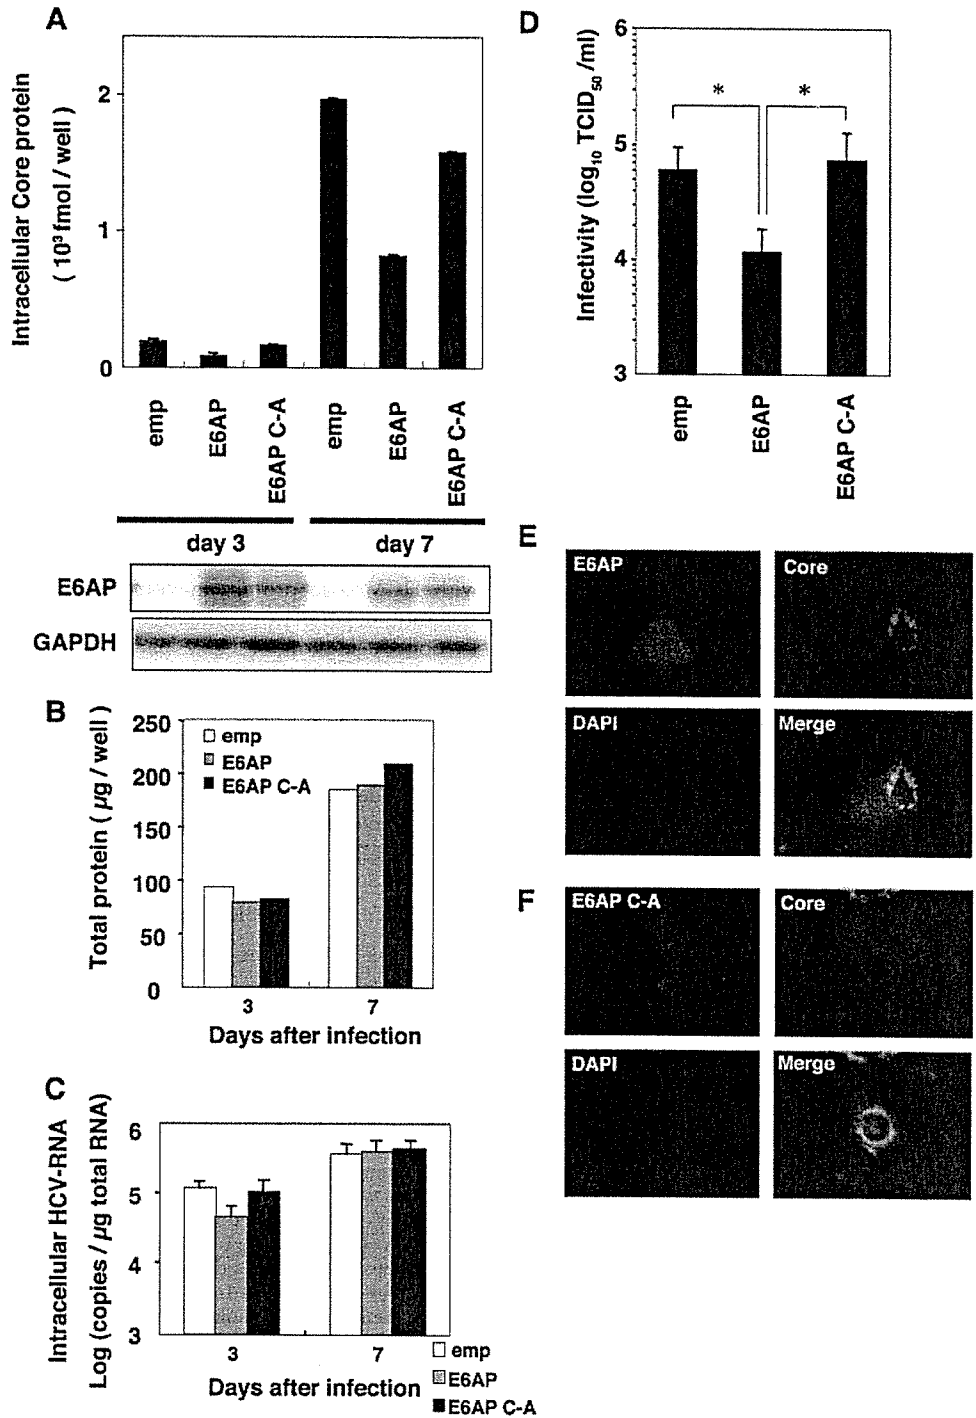 A
Intracellular Core protein
( 10³ fmol / well )
2
1
0
emp
E6AP
E6AP C-A
emp
E6AP
E6AP C-A
day 3
day 7
E6AP
GAPDH
B
Total protein ( µg / well )
250
200
150
100
50
0
emp
E6AP
E6AP C-A
3
7
Days after infection
C
Intracellular HCV-RNA
Log (copies / µg total RNA)
6
5
4
3
3
7
Days after infection
emp
E6AP
E6AP C-A
D
Infectivity (log10 TCID50 /ml)
6
5
4
3
*
*
emp
E6AP
E6AP C-A
E
E6AP
Core
DAPI
Merge
F
E6AP C-A
Core
DAPI
Merge